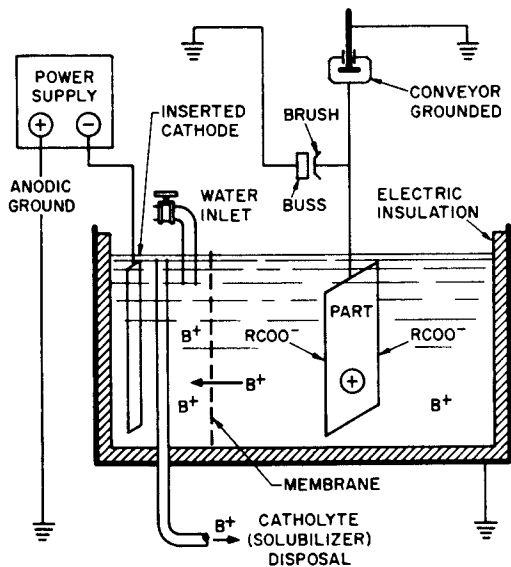 POWER
SUPPLY
+
−
INSERTED
CATHODE
BRUSH
CONVEYOR
GROUNDED
ANODIC
GROUND
WATER
INLET
BUSS
ELECTRIC
INSULATION
PART
B+
RCOO−
RCOO−
B+
B+
+
B+
MEMBRANE
B+
CATHOLYTE
(SOLUBILIZER)
DISPOSAL